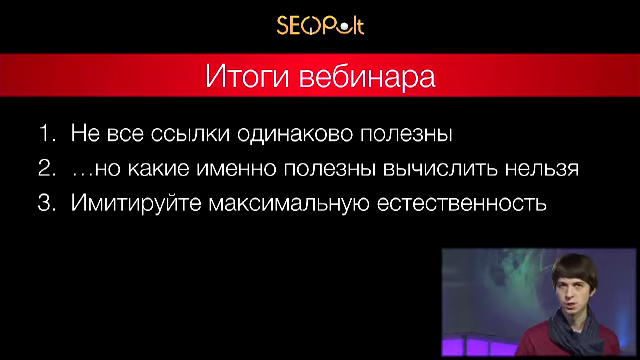 SEOPult
Итоги вебинара
1. Не все ссылки одинаково полезны
2. ...но какие именно полезны вычислить нельзя
3. Имитируйте максимальную естественность